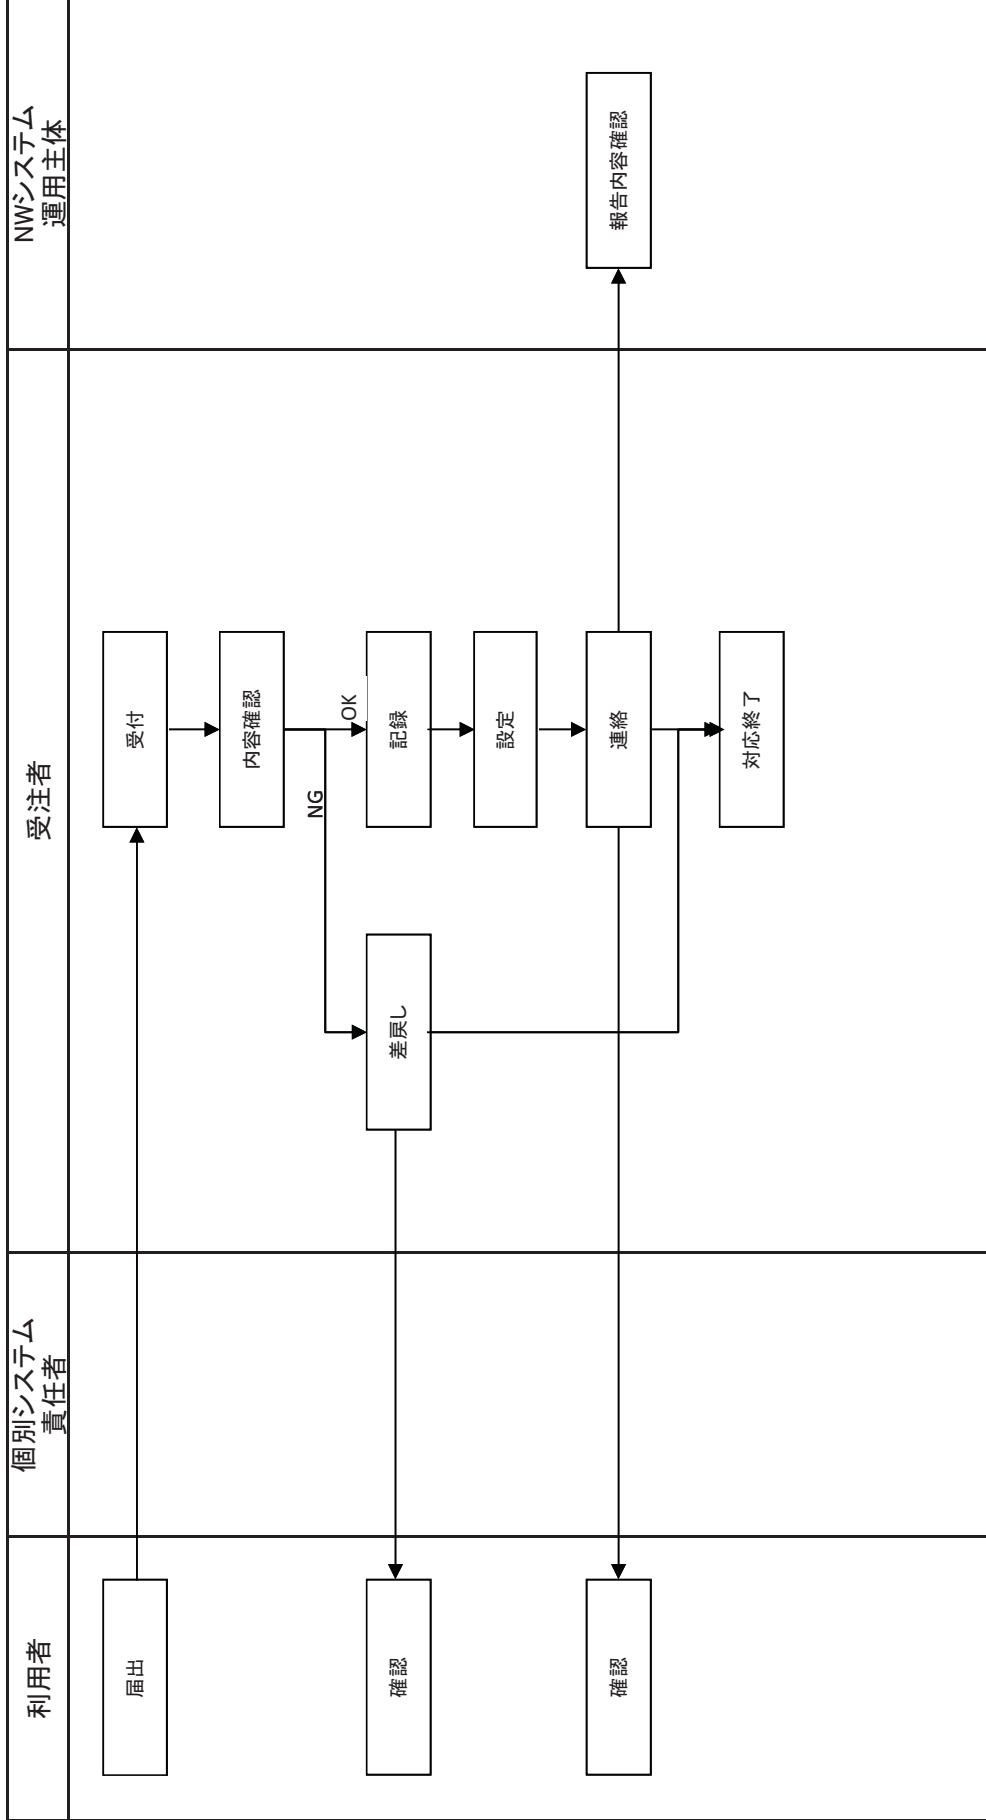 利用者
個別システム
責任者
受注者
NWシステム
運用主体
届出
受付
内容確認
NG
OK
確認
差戻し
記録
設定
確認
連絡
報告内容確認
対応終了